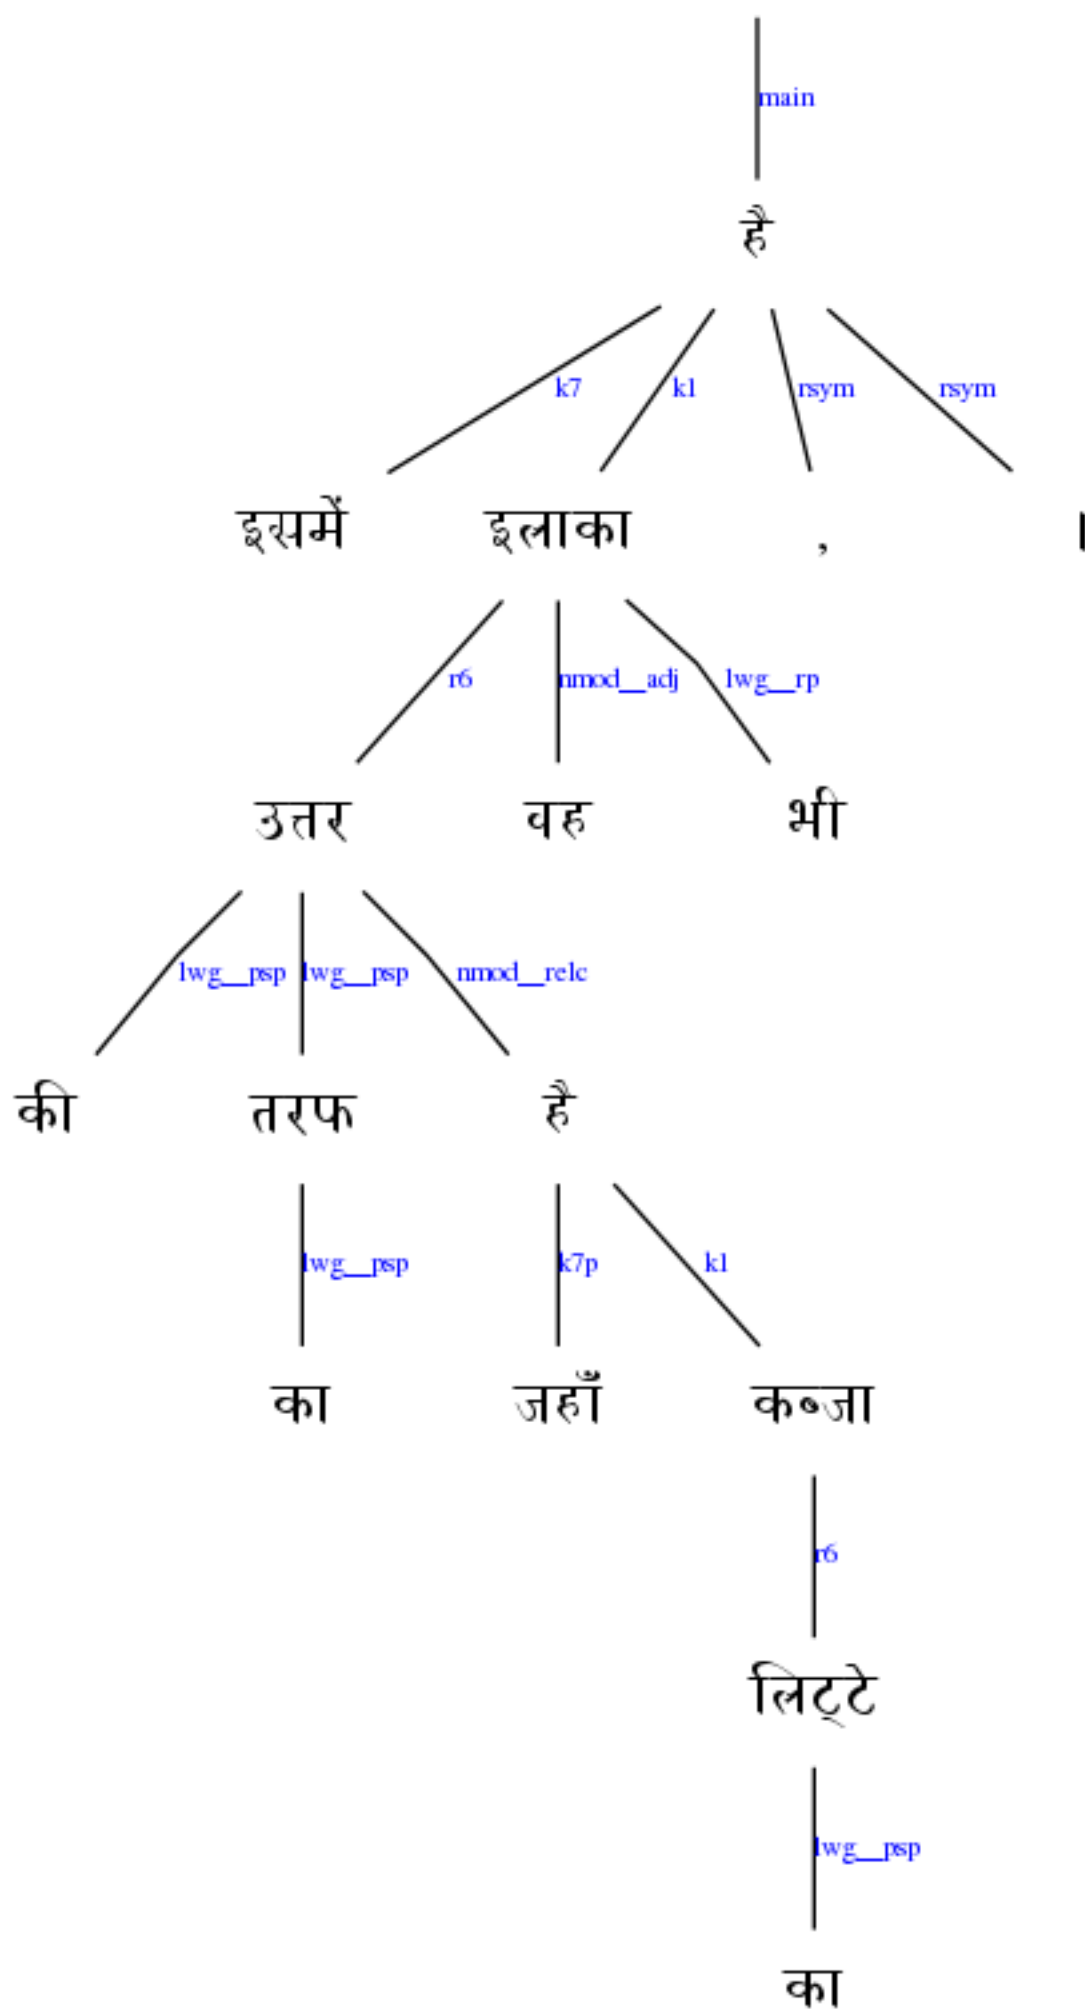 main
है
k7 k1 rsym rsym
इसमें इलाका , ।
r6 nmod__adj lwg__rp
उत्तर वह भी
lwg__psp lwg__psp nmod__relc
की तरफ है
lwg__psp k7p k1
का जहाँ कब्जा
r6
लिट्टे
lwg__psp
का